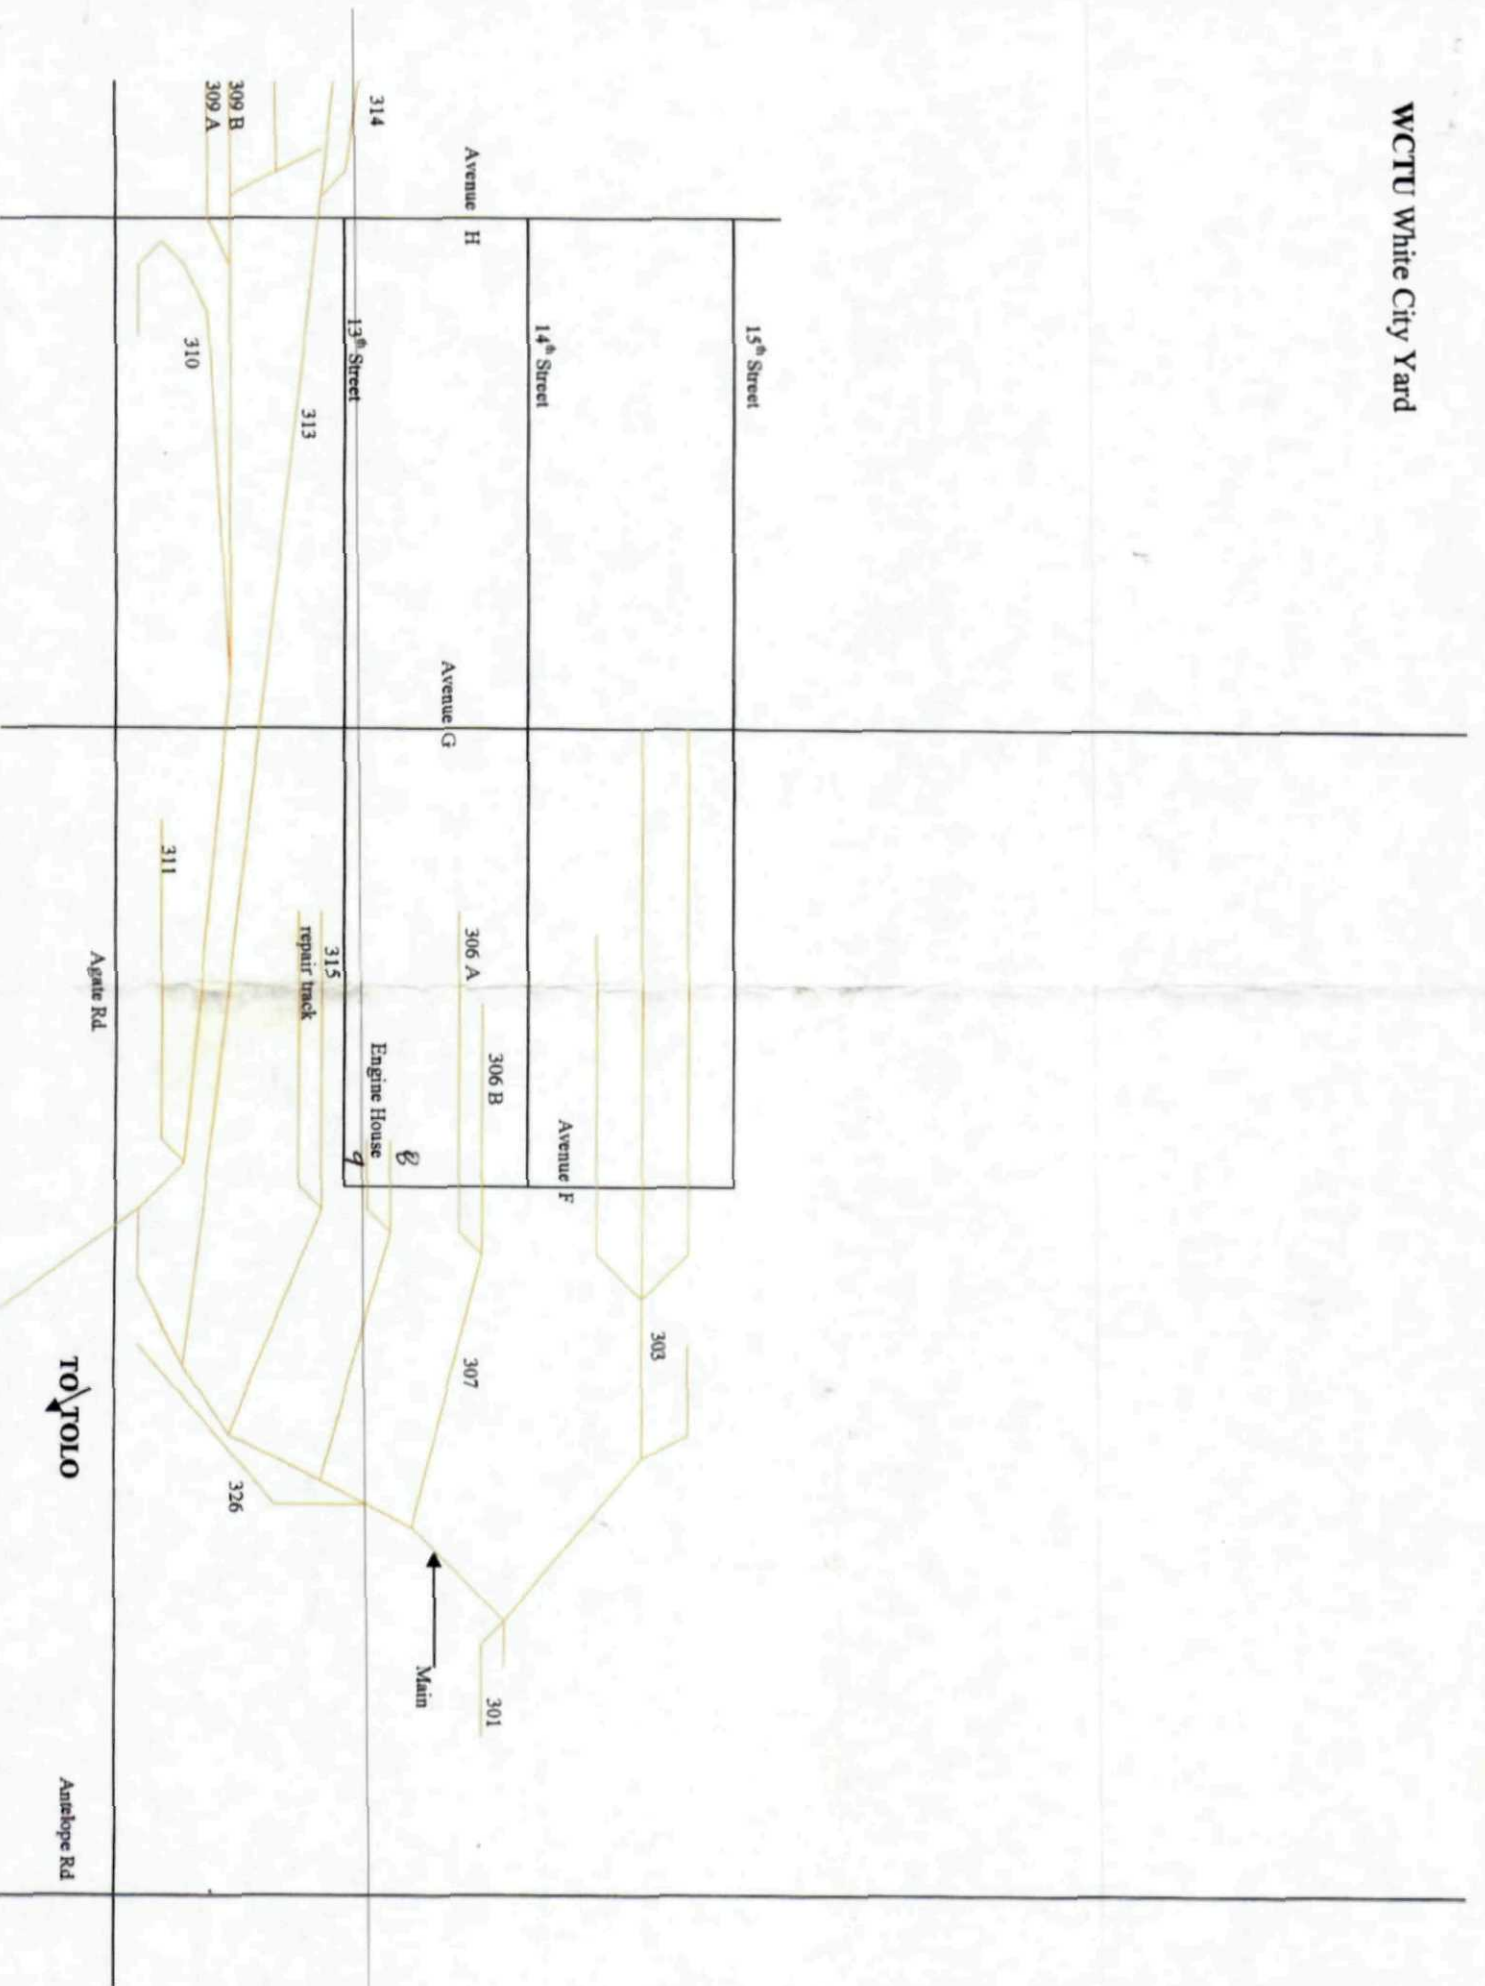 WCTU White City Yard
15th Street
14th Street
13th Street
Avenue H
Avenue G
Avenue F
314
309 B
309 A
310
313
311
315
repair track
306 A
306 B
Engine House
8
9
303
307
326
301
Main
Agate Rd.
TO TOLO
Antelope Rd